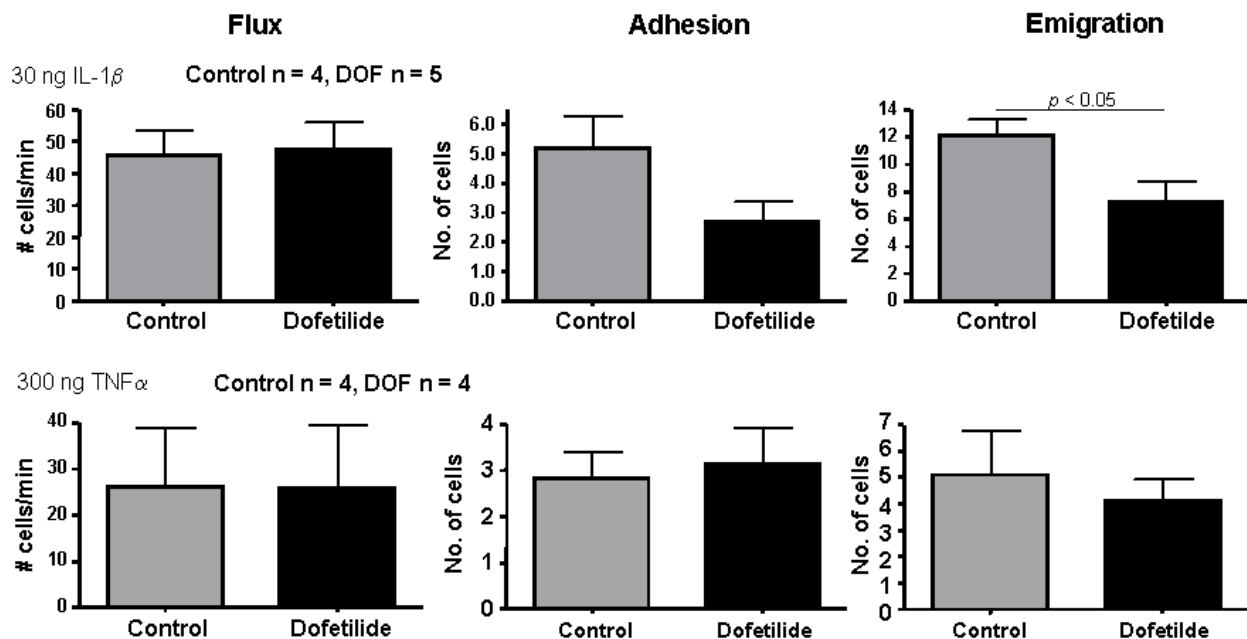 Flux
Adhesion
Emigration
30 ng IL-1β
Control n = 4, DOF n = 5
# cells/min
60
50
40
30
20
10
0
Control
Dofetilide
No. of cells
6.0
5.0
4.0
3.0
2.0
1.0
0.0
Control
Dofetilide
No. of cells
14
12
10
8
6
4
2
0
p < 0.05
Control
Dofetilde
300 ng TNFα
Control n = 4, DOF n = 4
# cells/min
40
30
20
10
0
Control
Dofetilide
No. of cells
4
3
2
1
0
Control
Dofetilide
No. of cells
7
6
5
4
3
2
1
0
Control
Dofetilde